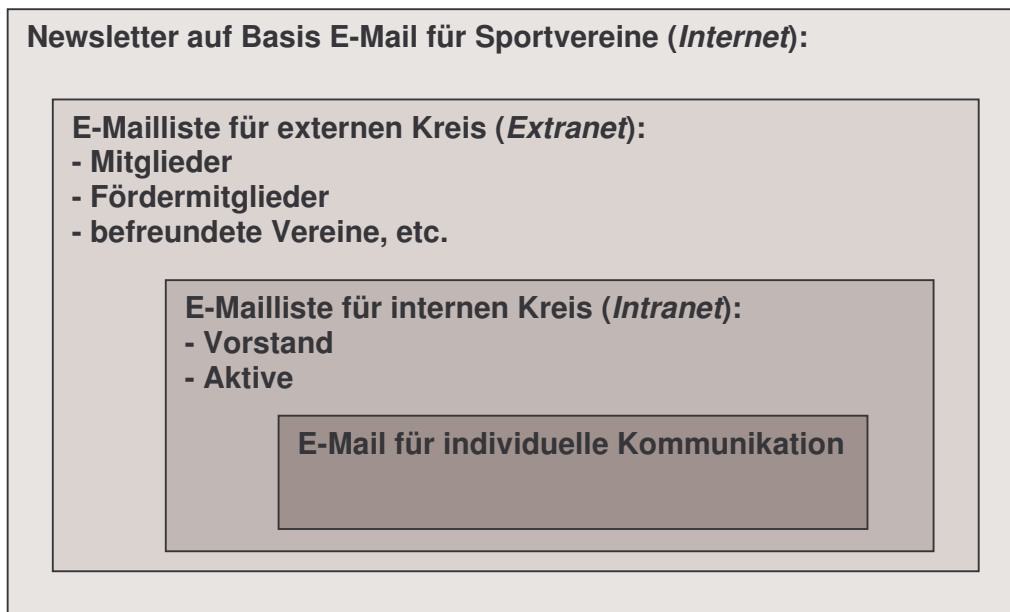 Newsletter auf Basis E-Mail für Sportvereine (Internet):
E-Mailliste für externen Kreis (Extranet):
- Mitglieder
- Fördermitglieder
- befreundete Vereine, etc.
E-Mailliste für internen Kreis (Intranet):
- Vorstand
- Aktive
E-Mail für individuelle Kommunikation